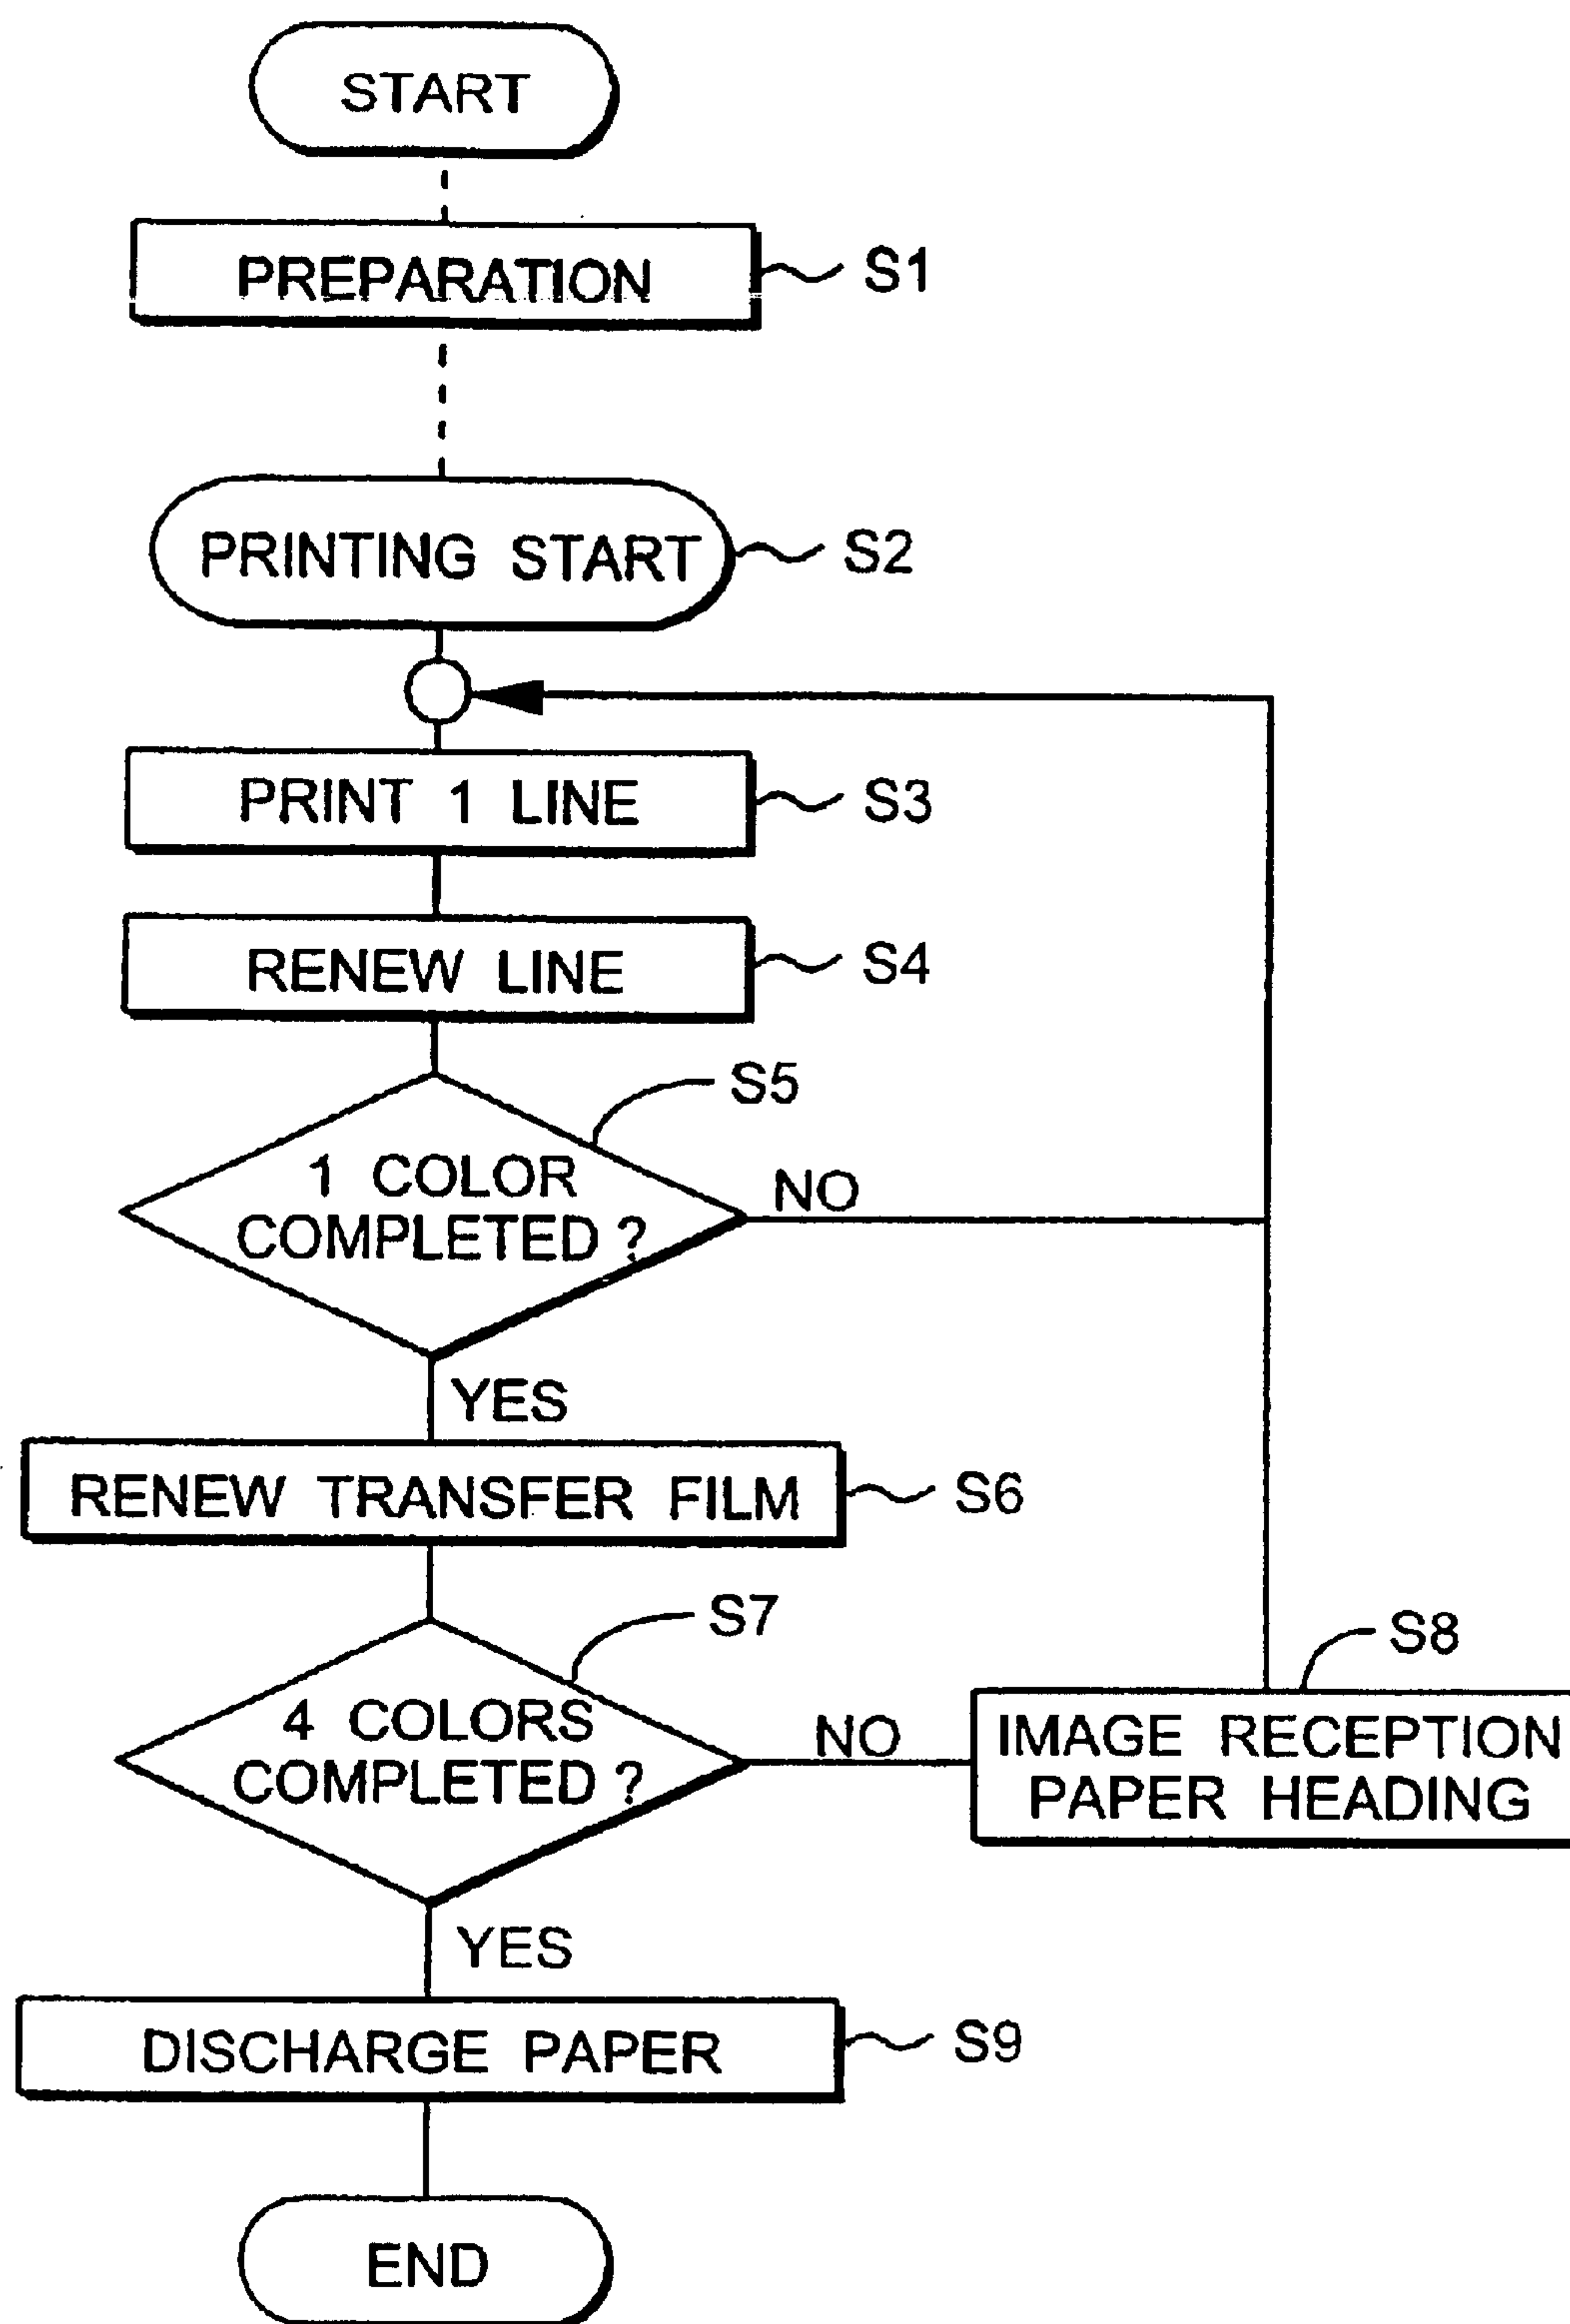 START
PREPARATION
S1
PRINTING START
S2
PRINT 1 LINE
S3
RENEW LINE
S4
S5
1 COLOR
COMPLETED ?
NO
YES
RENEW TRANSFER FILM
S6
S7
4 COLORS
COMPLETED ?
NO
S8
IMAGE RECEPTION
PAPER HEADING
YES
DISCHARGE PAPER
S9
END